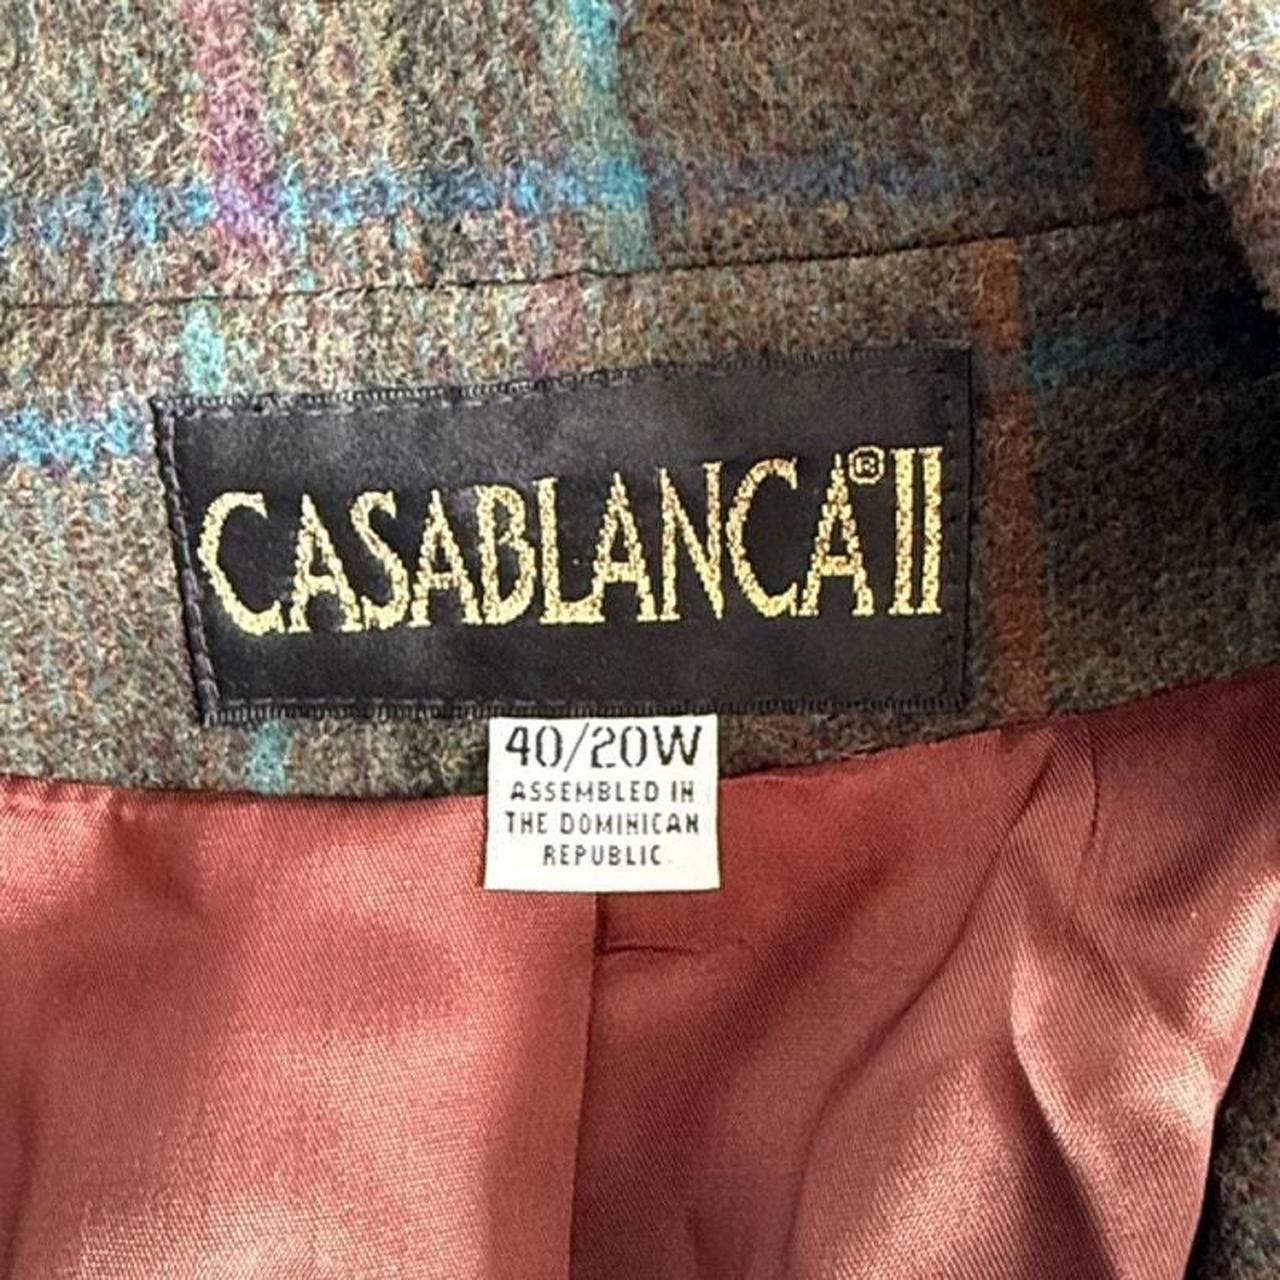 CASABLANCA® II
40/20W
ASSEMBLED IN
THE DOMINICAN
REPUBLIC